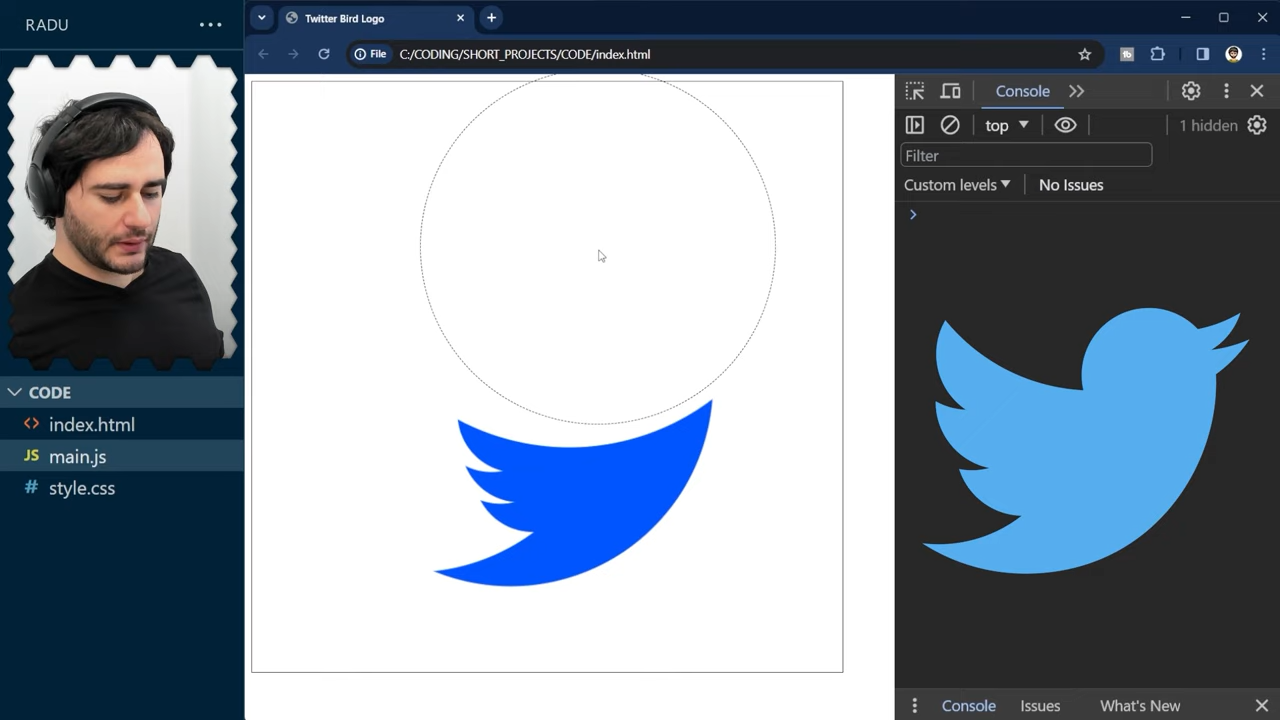 RADU
Twitter Bird Logo
File
C:/CODING/SHORT_PROJECTS/CODE/index.html
Console
top
1 hidden
Filter
Custom levels
No Issues
CODE
index.html
JS main.js
# style.css
Console
Issues
What's New